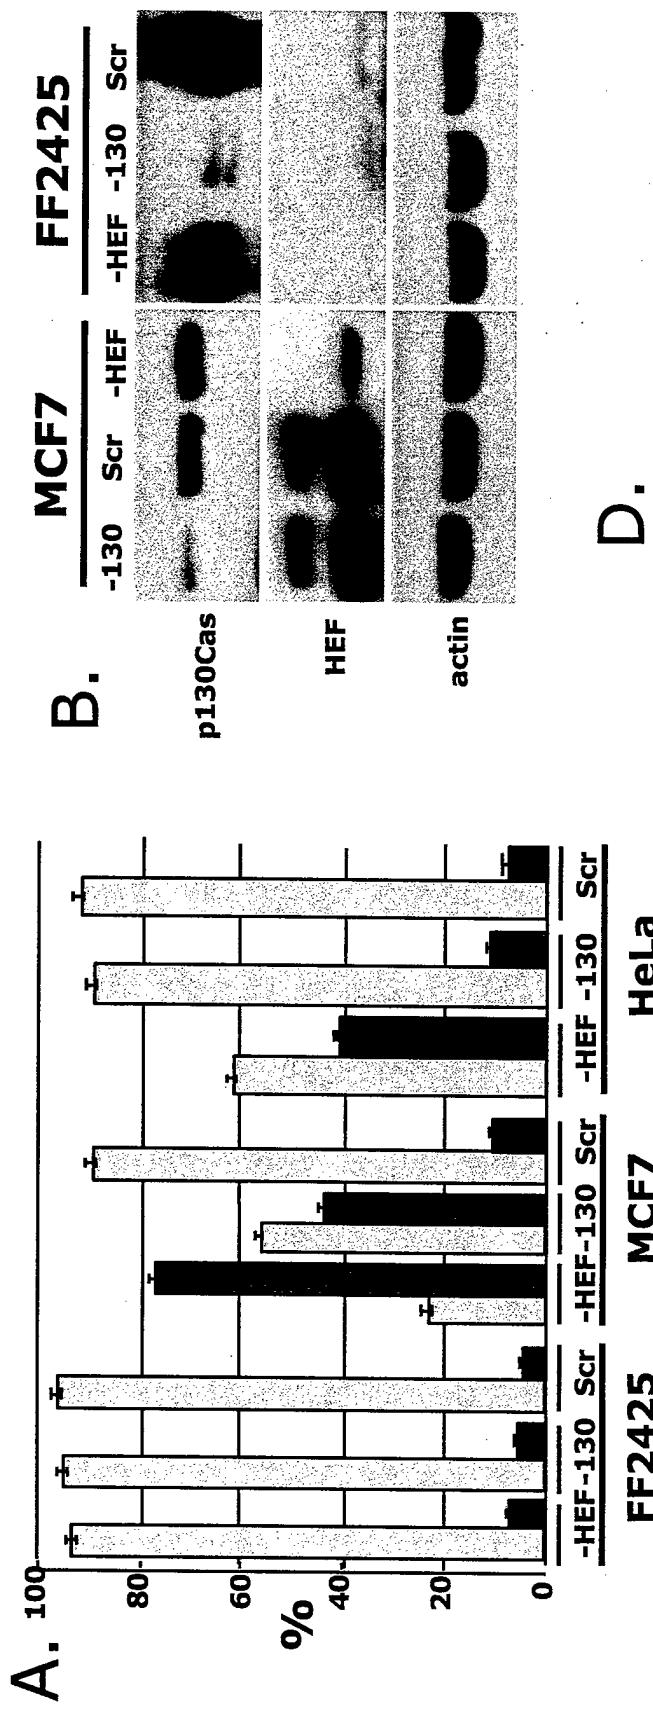 A.
100
80
60
40
20
0
%
-HEF -130 Scr -HEF -130 Scr -HEF -130 Scr
FF2425 MCF7 HeLa
B.
MCF7 FF2425
-130 Scr -HEF -HEF -130 Scr
p130Cas
HEF
actin
D.